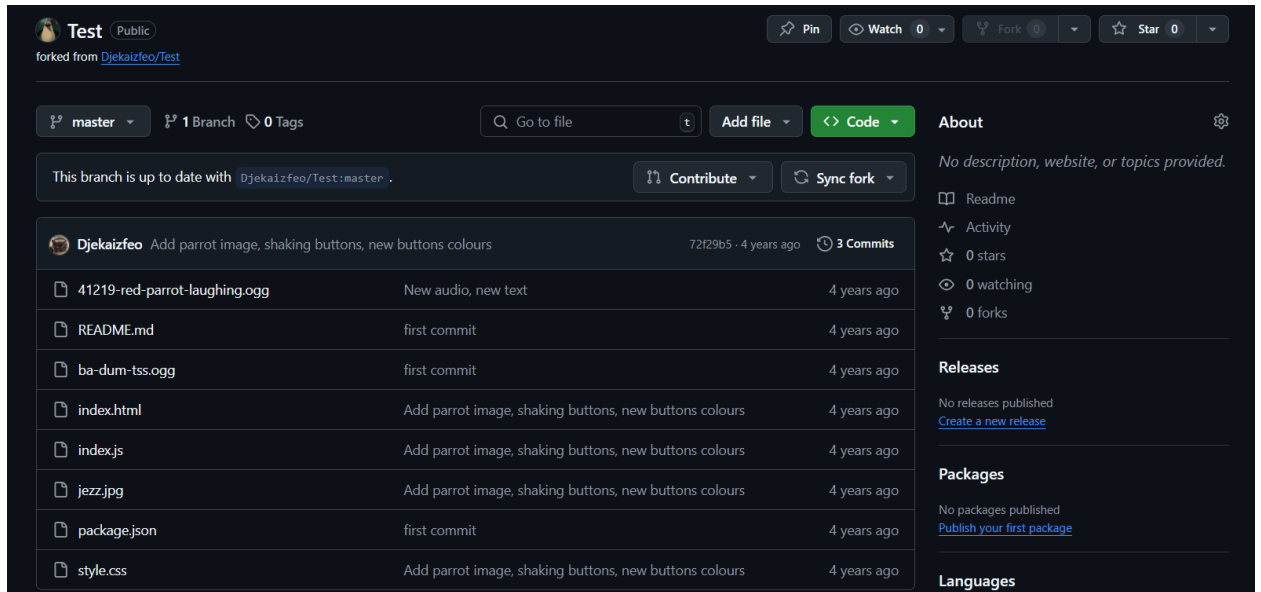 Test Public
Pin Watch 0 Fork 0 Star 0
forked from Djekaizfeo/Test
master 1 Branch 0 Tags Go to file t Add file Code
This branch is up to date with Djekaizfeo/Test:master .
Contribute Sync fork
Djekaizfeo Add parrot image, shaking buttons, new buttons colours 72f29b5 · 4 years ago 3 Commits
41219-red-parrot-laughing.ogg New audio, new text 4 years ago
README.md first commit 4 years ago
ba-dum-tss.ogg first commit 4 years ago
index.html Add parrot image, shaking buttons, new buttons colours 4 years ago
index.js Add parrot image, shaking buttons, new buttons colours 4 years ago
jezz.jpg Add parrot image, shaking buttons, new buttons colours 4 years ago
package.json first commit 4 years ago
style.css Add parrot image, shaking buttons, new buttons colours 4 years ago
About
No description, website, or topics provided.
Readme
Activity
0 stars
0 watching
0 forks
Releases
No releases published
Create a new release
Packages
No packages published
Publish your first package
Languages